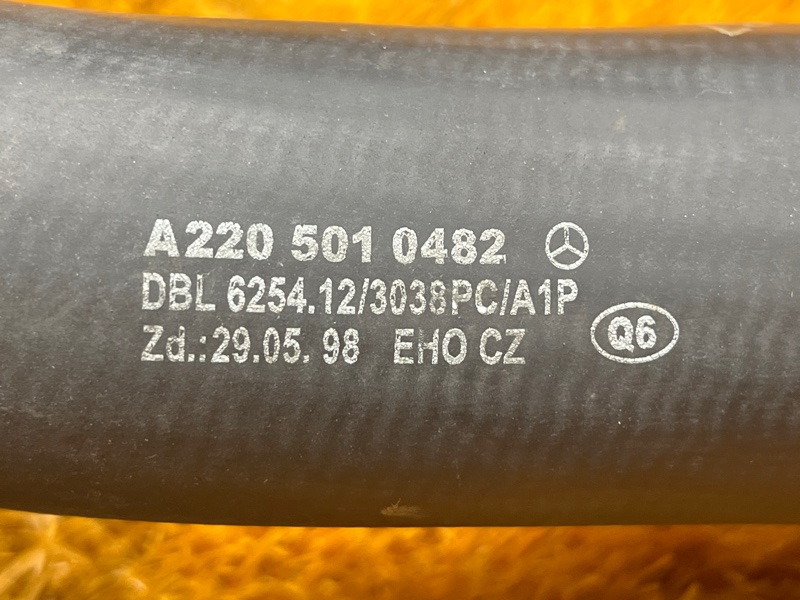 A220 501 0482
DBL 6254.12/3038PC/A1P
Zd.:29.05.98 EHO CZ
Q6